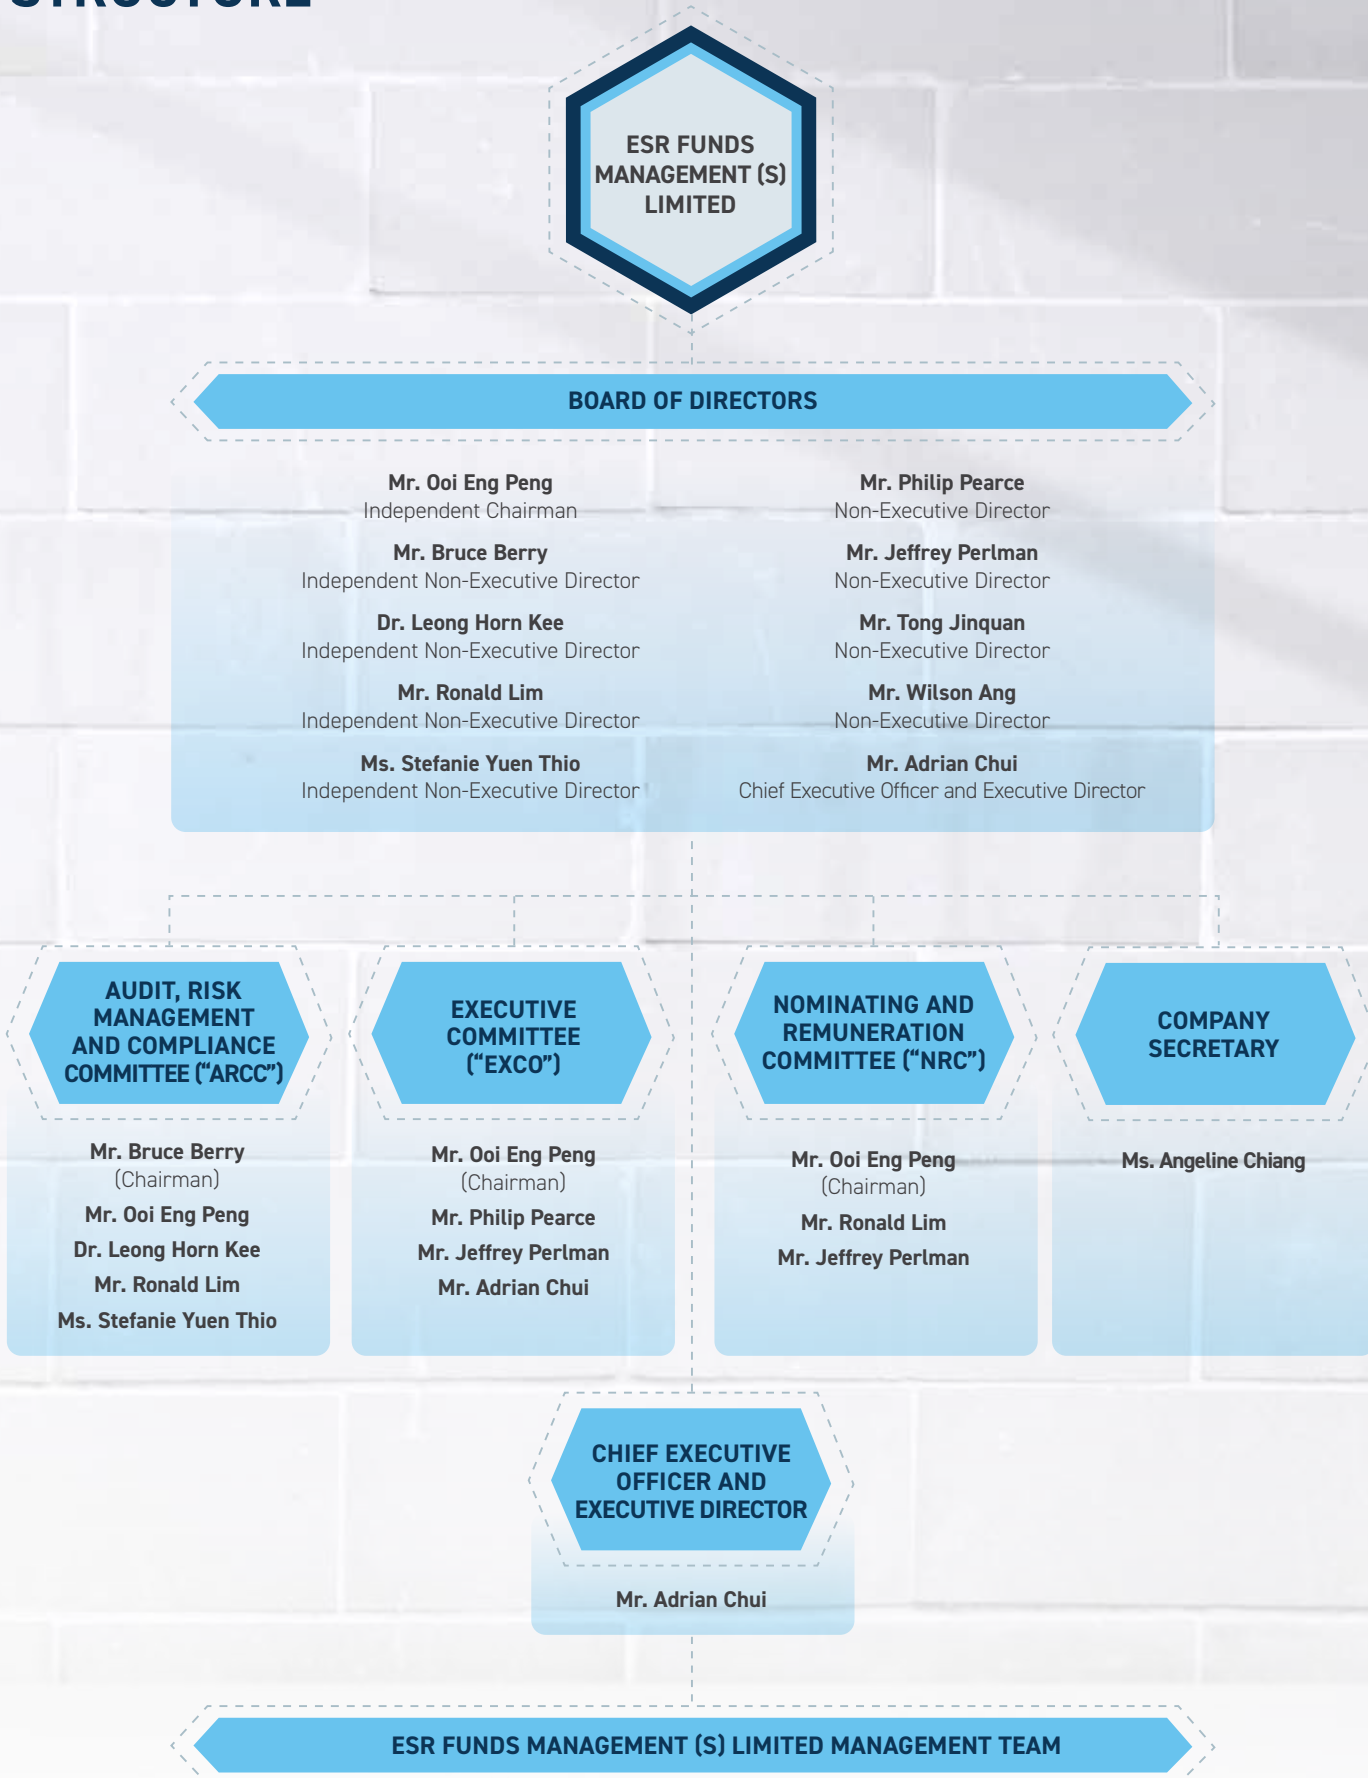 STRUCTURE
ESR FUNDS
MANAGEMENT (S)
LIMITED
BOARD OF DIRECTORS
Mr. Ooi Eng Peng
Independent Chairman
Mr. Bruce Berry
Independent Non-Executive Director
Dr. Leong Horn Kee
Independent Non-Executive Director
Mr. Ronald Lim
Independent Non-Executive Director
Ms. Stefanie Yuen Thio
Independent Non-Executive Director
Mr. Philip Pearce
Non-Executive Director
Mr. Jeffrey Perlman
Non-Executive Director
Mr. Tong Jinquan
Non-Executive Director
Mr. Wilson Ang
Non-Executive Director
Mr. Adrian Chui
Chief Executive Officer and Executive Director
AUDIT, RISK
MANAGEMENT
AND COMPLIANCE
COMMITTEE (“ARCC”)
Mr. Bruce Berry
(Chairman)
Mr. Ooi Eng Peng
Dr. Leong Horn Kee
Mr. Ronald Lim
Ms. Stefanie Yuen Thio
EXECUTIVE
COMMITTEE
(“EXCO”)
Mr. Ooi Eng Peng
(Chairman)
Mr. Philip Pearce
Mr. Jeffrey Perlman
Mr. Adrian Chui
NOMINATING AND
REMUNERATION
COMMITTEE (“NRC”)
Mr. Ooi Eng Peng
(Chairman)
Mr. Ronald Lim
Mr. Jeffrey Perlman
COMPANY
SECRETARY
Ms. Angeline Chiang
CHIEF EXECUTIVE
OFFICER AND
EXECUTIVE DIRECTOR
Mr. Adrian Chui
ESR FUNDS MANAGEMENT (S) LIMITED MANAGEMENT TEAM